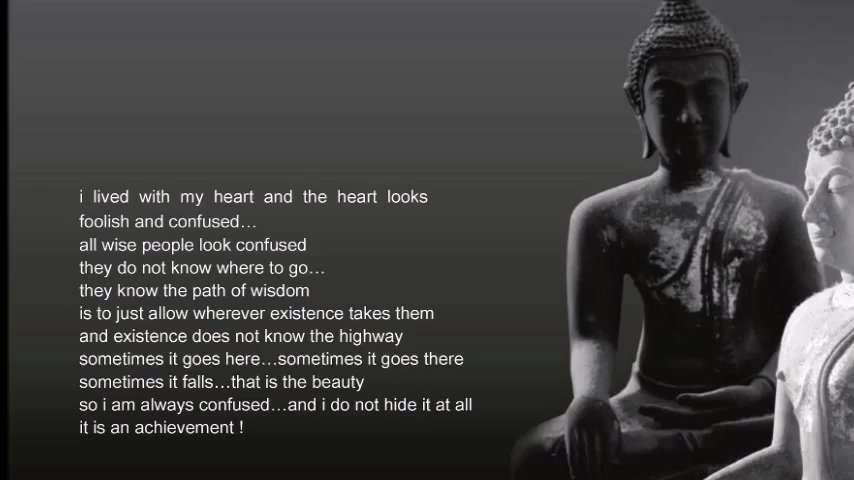 i lived with my heart and the heart looks
foolish and confused…
all wise people look confused
they do not know where to go…
they know the path of wisdom
is to just allow wherever existence takes them
and existence does not know the highway
sometimes it goes here…sometimes it goes there
sometimes it falls…that is the beauty
so i am always confused…and i do not hide it at all
it is an achievement !